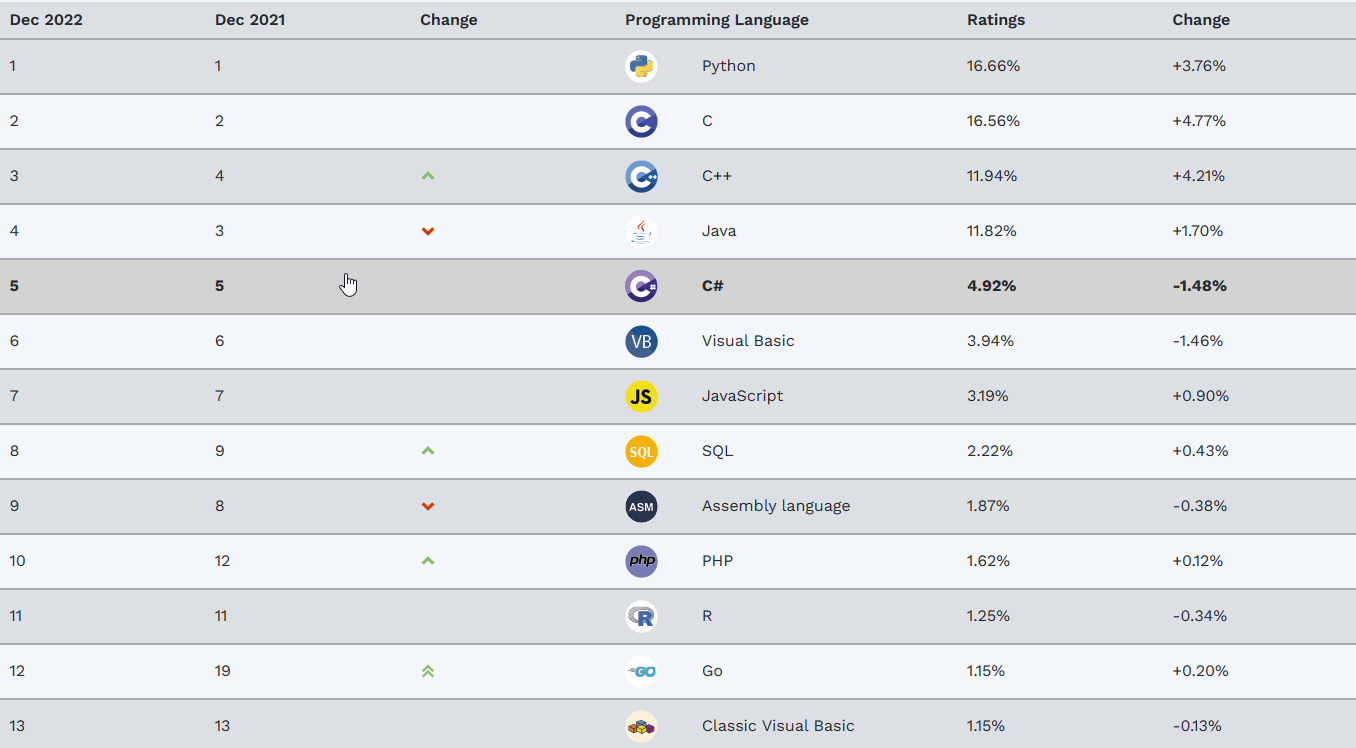 Dec 2022 Dec 2021 Change Programming Language Ratings Change
1 1 Python 16.66% +3.76%
2 2 C C 16.56% +4.77%
3 4 C++ C++ 11.94% +4.21%
4 3 Java 11.82% +1.70%
5 5 C# C# 4.92% -1.48%
6 6 VB Visual Basic 3.94% -1.46%
7 7 JS JavaScript 3.19% +0.90%
8 9 SQL SQL 2.22% +0.43%
9 8 ASM Assembly language 1.87% -0.38%
10 12 php PHP 1.62% +0.12%
11 11 R R 1.25% -0.34%
12 19 GO Go 1.15% +0.20%
13 13 Classic Visual Basic 1.15% -0.13%